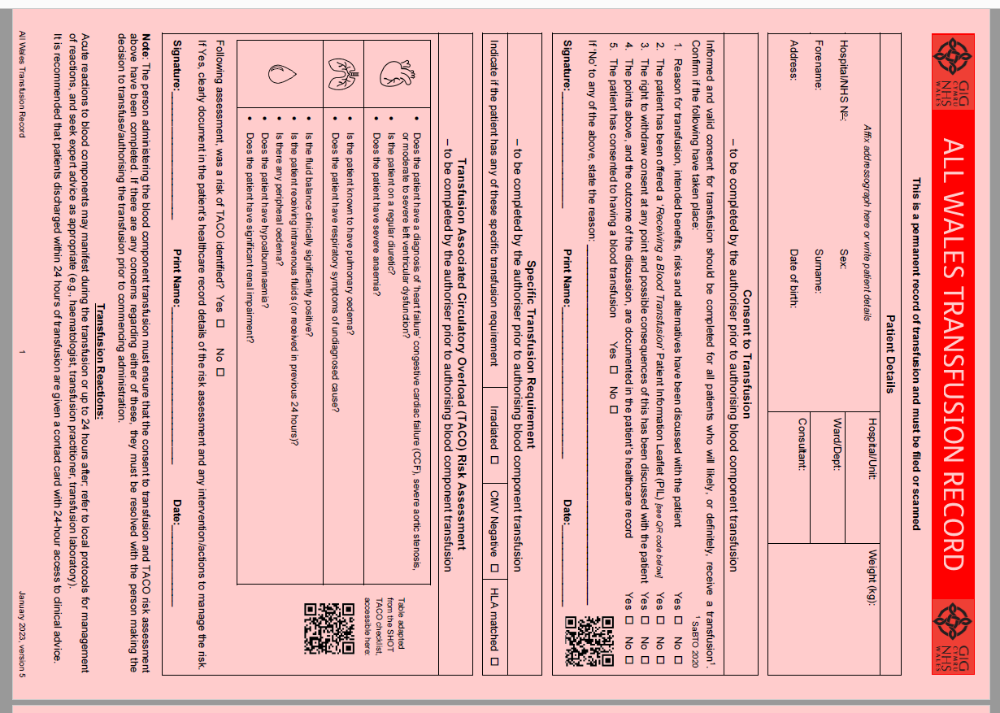 GIG
CYMRU
NHS
WALES
ALL WALES TRANSFUSION RECORD
GIG
CYMRU
NHS
WALES
This is a permanent record of transfusion and must be filed or scanned
Patient Details
Affix addressograph here or write patient details
Hospital/NHS Nº: Sex:
Forename: Surname:
Address: Date of birth:
Hospital/Unit:
Ward/Dept:
Consultant:
Weight (kg):
Consent to Transfusion
– to be completed by the authoriser prior to authorising blood component transfusion
Informed and valid consent for transfusion should be completed for all patients who will likely, or definitely, receive a transfusion¹.
Confirm if the following have taken place: ¹ SaBTO 2020
1. Reason for transfusion, intended benefits, risks and alternatives have been discussed with the patient Yes ☐ No ☐
2. The patient has been offered a 'Receiving a Blood Transfusion' Patient Information Leaflet (PIL) [see QR code below] Yes ☐ No ☐
3. The right to withdraw consent at any point and possible consequences of this has been discussed with the patient Yes ☐ No ☐
4. The points above, and the outcome of the discussion, are documented in the patient's healthcare record Yes ☐ No ☐
5. The patient has consented to having a blood transfusion Yes ☐ No ☐
If 'No' to any of the above, state the reason:
Signature: Print Name: Date:
Specific Transfusion Requirement
– to be completed by the authoriser prior to authorising blood component transfusion
Indicate if the patient has any of these specific transfusion requirement Irradiated ☐ CMV Negative ☐ HLA matched ☐
Transfusion Associated Circulatory Overload (TACO) Risk Assessment
– to be completed by the authoriser prior to authorising blood component transfusion
• Does the patient have a diagnosis of 'heart failure' congestive cardiac failure (CCF), severe aortic stenosis,
or moderate to severe left ventricular dysfunction?
• Is the patient on a regular diuretic?
• Does the patient have severe anaemia?
• Is the patient known to have pulmonary oedema?
• Does the patient have respiratory symptoms of undiagnosed cause?
• Is the fluid balance clinically significantly positive?
• Is the patient receiving intravenous fluids (or received in previous 24 hours)?
• Is there any peripheral oedema?
• Does the patient have hypoalbuminaemia?
• Does the patient have significant renal impairment?
Table adapted
from the SHOT
TACO checklist,
accessible here:
Following assessment, was a risk of TACO identified? Yes ☐ No ☐
If Yes, clearly document in the patient's healthcare record details of the risk assessment and any intervention/actions to manage the risk.
Signature: Print Name: Date:
Note: The person administering the blood component transfusion must ensure that the consent to transfusion and TACO risk assessment
above have been completed. If there are any concerns regarding either of these, they must be resolved with the person making the
decision to transfuse/authorising the transfusion prior to commencing administration.
Transfusion Reactions:
Acute reactions to blood components may manifest during the transfusion or up to 24 hours after; refer to local protocols for management
of reactions, and seek expert advice as appropriate (e.g., haematologist, transfusion practitioner, transfusion laboratory).
It is recommended that patients discharged within 24 hours of transfusion are given a contact card with 24-hour access to clinical advice.
All Wales Transfusion Record 1 January 2023, version 5